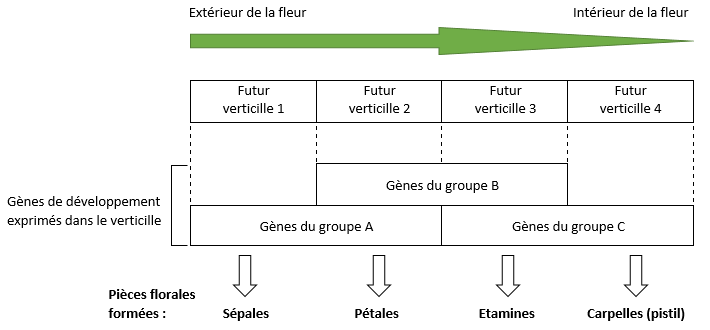 Extérieur de la fleur
Intérieur de la fleur
Futur
verticille 1
Futur
verticille 2
Futur
verticille 3
Futur
verticille 4
Gènes de développement
exprimés dans le verticille
Gènes du groupe B
Gènes du groupe A
Gènes du groupe C
Pièces florales
formées :
Sépales
Pétales
Etamines
Carpelles (pistil)